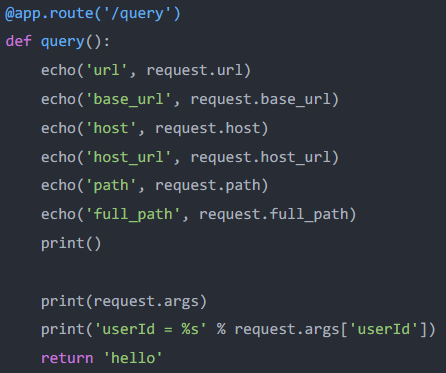 @app.route('/query')
def query():
    echo('url', request.url)
    echo('base_url', request.base_url)
    echo('host', request.host)
    echo('host_url', request.host_url)
    echo('path', request.path)
    echo('full_path', request.full_path)
    print()

    print(request.args)
    print('userId = %s' % request.args['userId'])
    return 'hello'